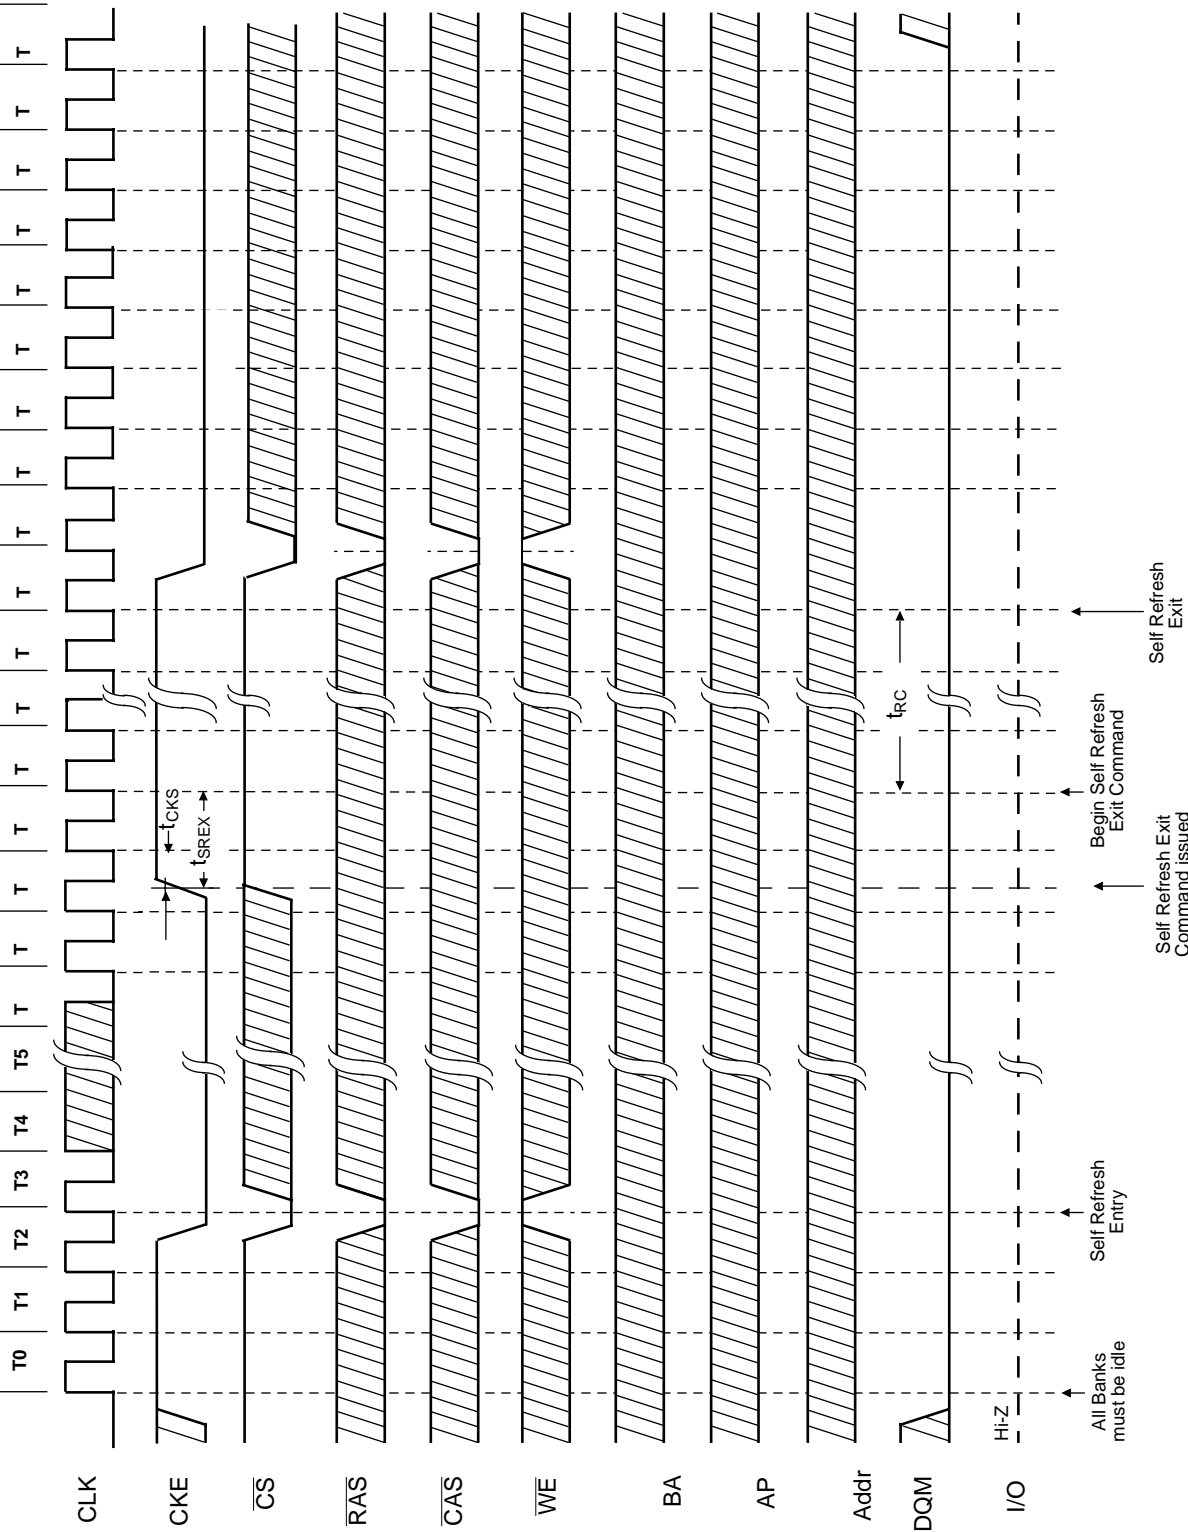 T0 T1 T2 T3 T4 T5 T T T T T T T T T T T T T T T T T
CLK
CKE
tCKS
tSREX
CS
RAS
CAS
WE
BA
AP
Addr
tRC
DQM
Hi-Z
I/O
All Banks
must be idle
Self Refresh
Entry
Self Refresh Exit
Command issued
Begin Self Refresh
Exit Command
Self Refresh
Exit